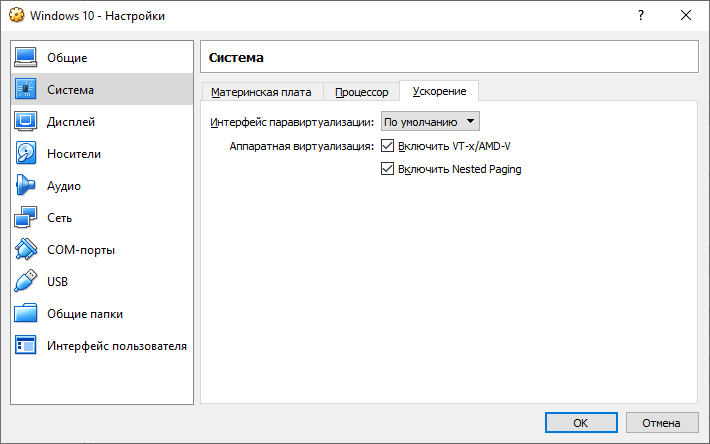 Windows 10 - Настройки
?
Общие
Система
Дисплей
Носители
Аудио
Сеть
COM-порты
USB
Общие папки
Интерфейс пользователя
Система
Материнская плата
Процессор
Ускорение
Интерфейс паравиртуализации: По умолчанию
Аппаратная виртуализация: Включить VT-x/AMD-V
Включить Nested Paging
OK
Отмена